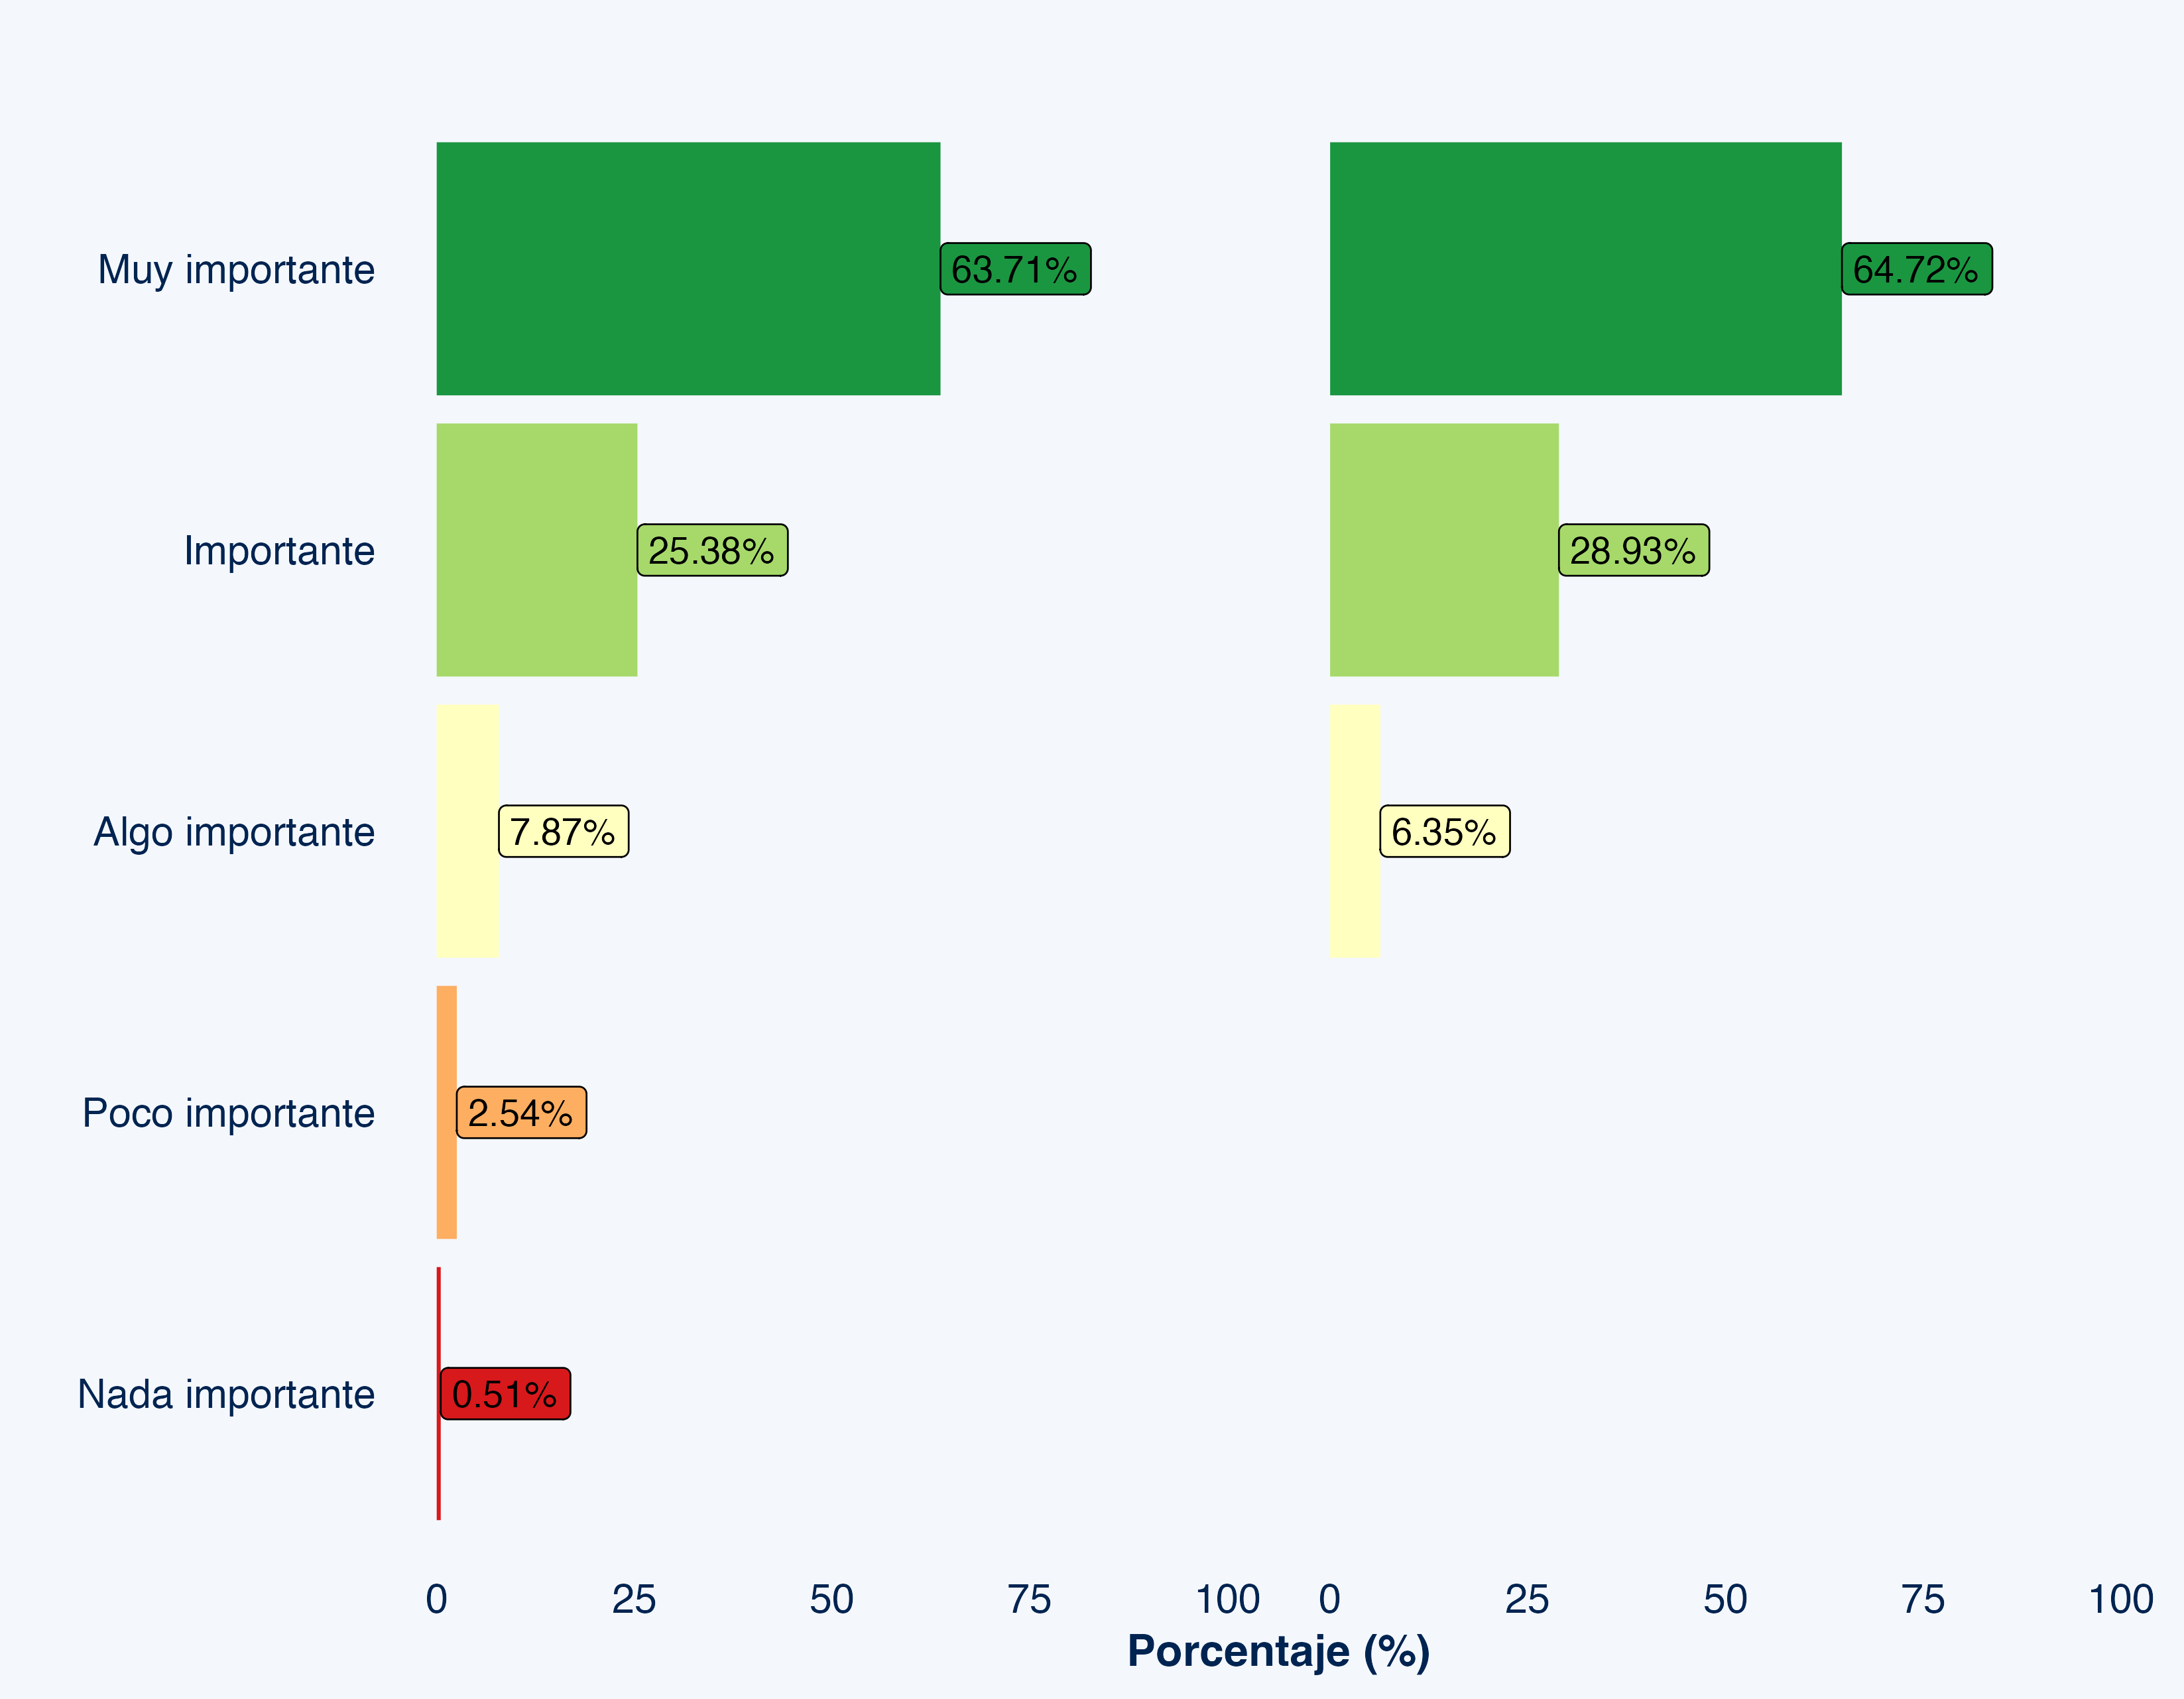 Muy importante
63.71%
64.72%
Importante
25.38%
28.93%
Algo importante
7.87%
6.35%
Poco importante
2.54%
Nada importante
0.51%
0 25 50 75 100 0 25 50 75 100
Porcentaje (%)